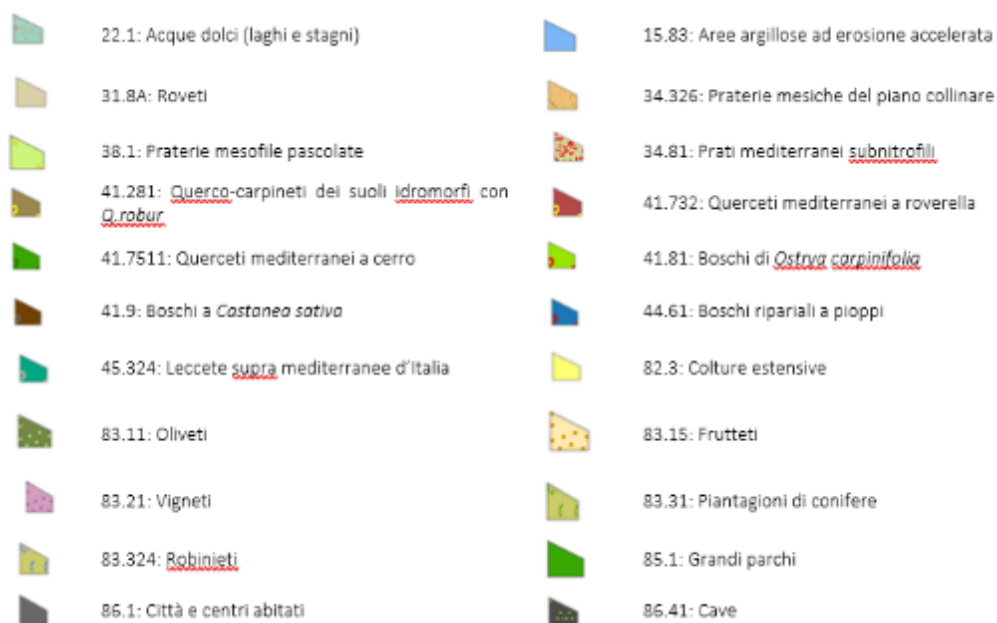 22.1: Acque dolci (laghi e stagni)
15.83: Aree argillose ad erosione accelerata
31.8A: Roveti
34.326: Praterie mesiche del piano collinare
38.1: Praterie mesofile pascolate
34.81: Prati mediterranei subnitrofili
41.281: Querco-carpineti dei suoli idromorfi con
Q.robur
41.732: Querceti mediterranei a roverella
41.7511: Querceti mediterranei a cerro
41.81: Boschi di Ostrya carpinifolia
41.9: Boschi a Castanea sativa
44.61: Boschi ripariali a pioppi
45.324: Leccete supra mediterranee d'Italia
82.3: Colture estensive
83.11: Oliveti
83.15: Frutteti
83.21: Vigneti
83.31: Piantagioni di conifere
83.324: Robinieti
85.1: Grandi parchi
86.1: Città e centri abitati
86.41: Cave